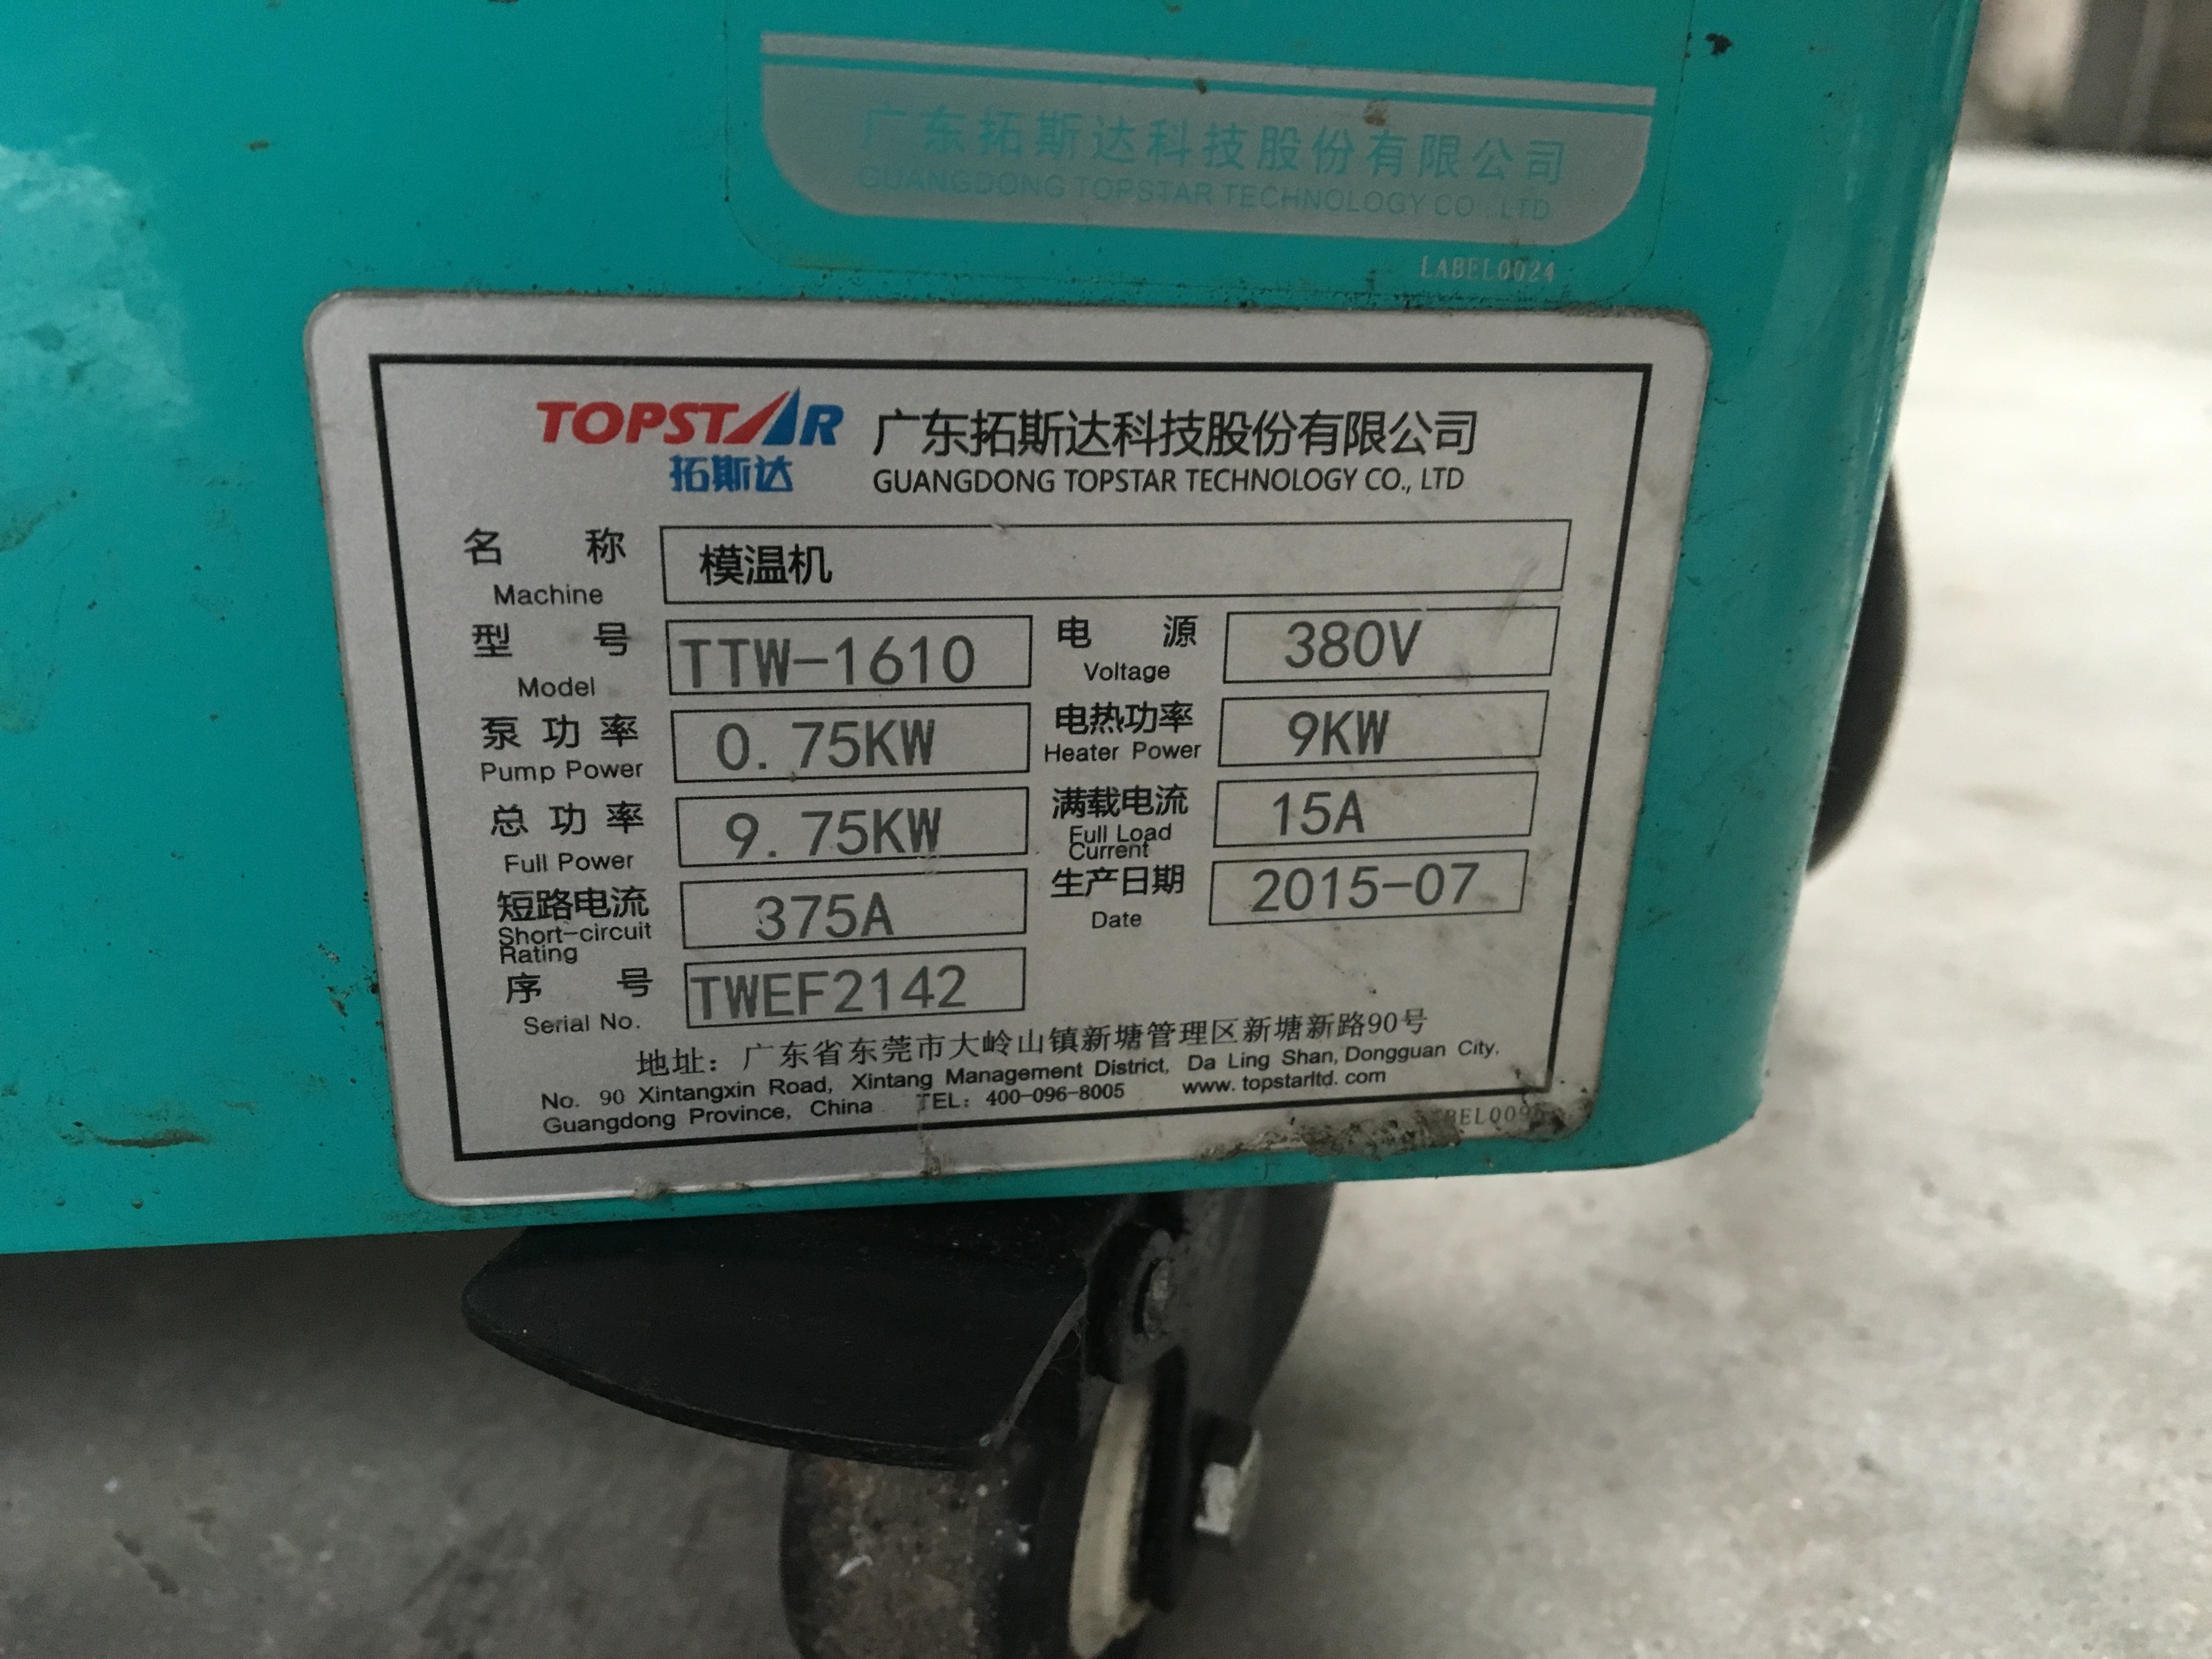 广东拓斯达科技股份有限公司
GUANGDONG TOPSTAR TECHNOLOGY CO., LTD
LABEL0024
TOPSTAR
拓斯达
广东拓斯达科技股份有限公司
GUANGDONG TOPSTAR TECHNOLOGY CO., LTD
名称 模温机
Machine
型号 TTW-1610 电源 380V
Model Voltage
泵功率 0.75KW 电热功率 9KW
Pump Power Heater Power
总功率 9.75KW 满载电流 15A
Full Power Full Load Current
短路电流 375A 生产日期 2015-07
Short-circuit Rating Date
序号 TWEF2142
Serial No.
地址：广东省东莞市大岭山镇新塘管理区新塘新路90号
No. 90 Xintangxin Road, Xintang Management District, Da Ling Shan, Dongguan City,
Guangdong Province, China TEL: 400-096-8005 www.topstarltd.com